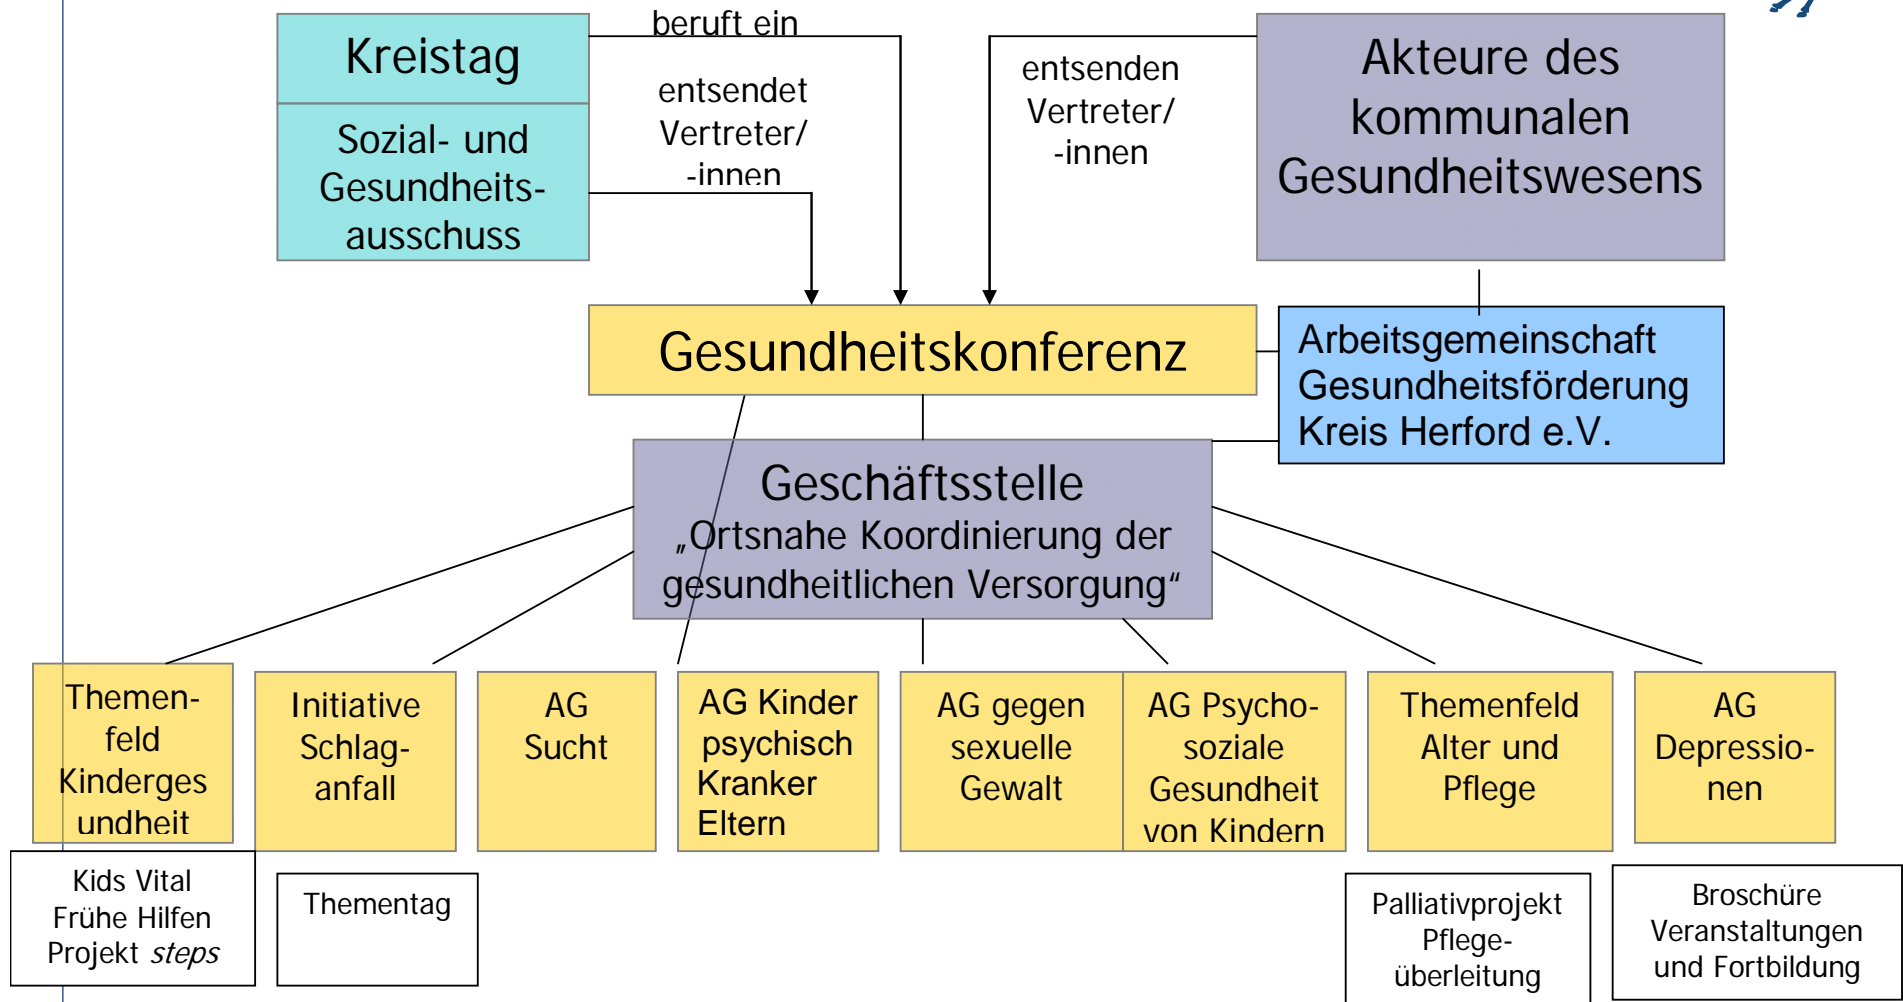 Kreistag
Sozial- und
Gesundheits-
ausschuss
beruft ein
entsendet
Vertreter/
-innen
entsenden
Vertreter/
-innen
Akteure des
kommunalen
Gesundheitswesens
Gesundheitskonferenz
Arbeitsgemeinschaft
Gesundheitsförderung
Kreis Herford e.V.
Geschäftsstelle
„Ortsnahe Koordinierung der
gesundheitlichen Versorgung“
Themen-
feld
Kinderges
undheit
Initiative
Schlag-
anfall
AG
Sucht
AG Kinder
psychisch
Kranker
Eltern
AG gegen
sexuelle
Gewalt
AG Psycho-
soziale
Gesundheit
von Kindern
Themenfeld
Alter und
Pflege
AG
Depressio-
nen
Kids Vital
Frühe Hilfen
Projekt steps
Thementag
Palliativprojekt
Pflege-
überleitung
Broschüre
Veranstaltungen
und Fortbildung